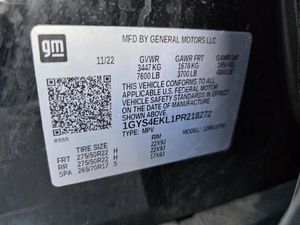 gm
MFD BY GENERAL MOTORS LLC
11/22 GVWR GAWR FRT GAWR RR
3447 KG 1678 KG
7600 LB 3700 LB
THIS VEHICLE CONFORMS TO ALL
APPLICABLE U.S. FEDERAL MOTOR
VEHICLE SAFETY
STANDARDS IN EFFECT ON THE DATE
OF MANUFACTURE SHOWN ABOVE.
1GYS4EKL1PR218272
TYPE: MPV
TIRE SIZE RIM
FRT 275/50R22 H 22X9J
RR 275/50R22 H 22X9J
SPA 265/70R17 S 17X8J